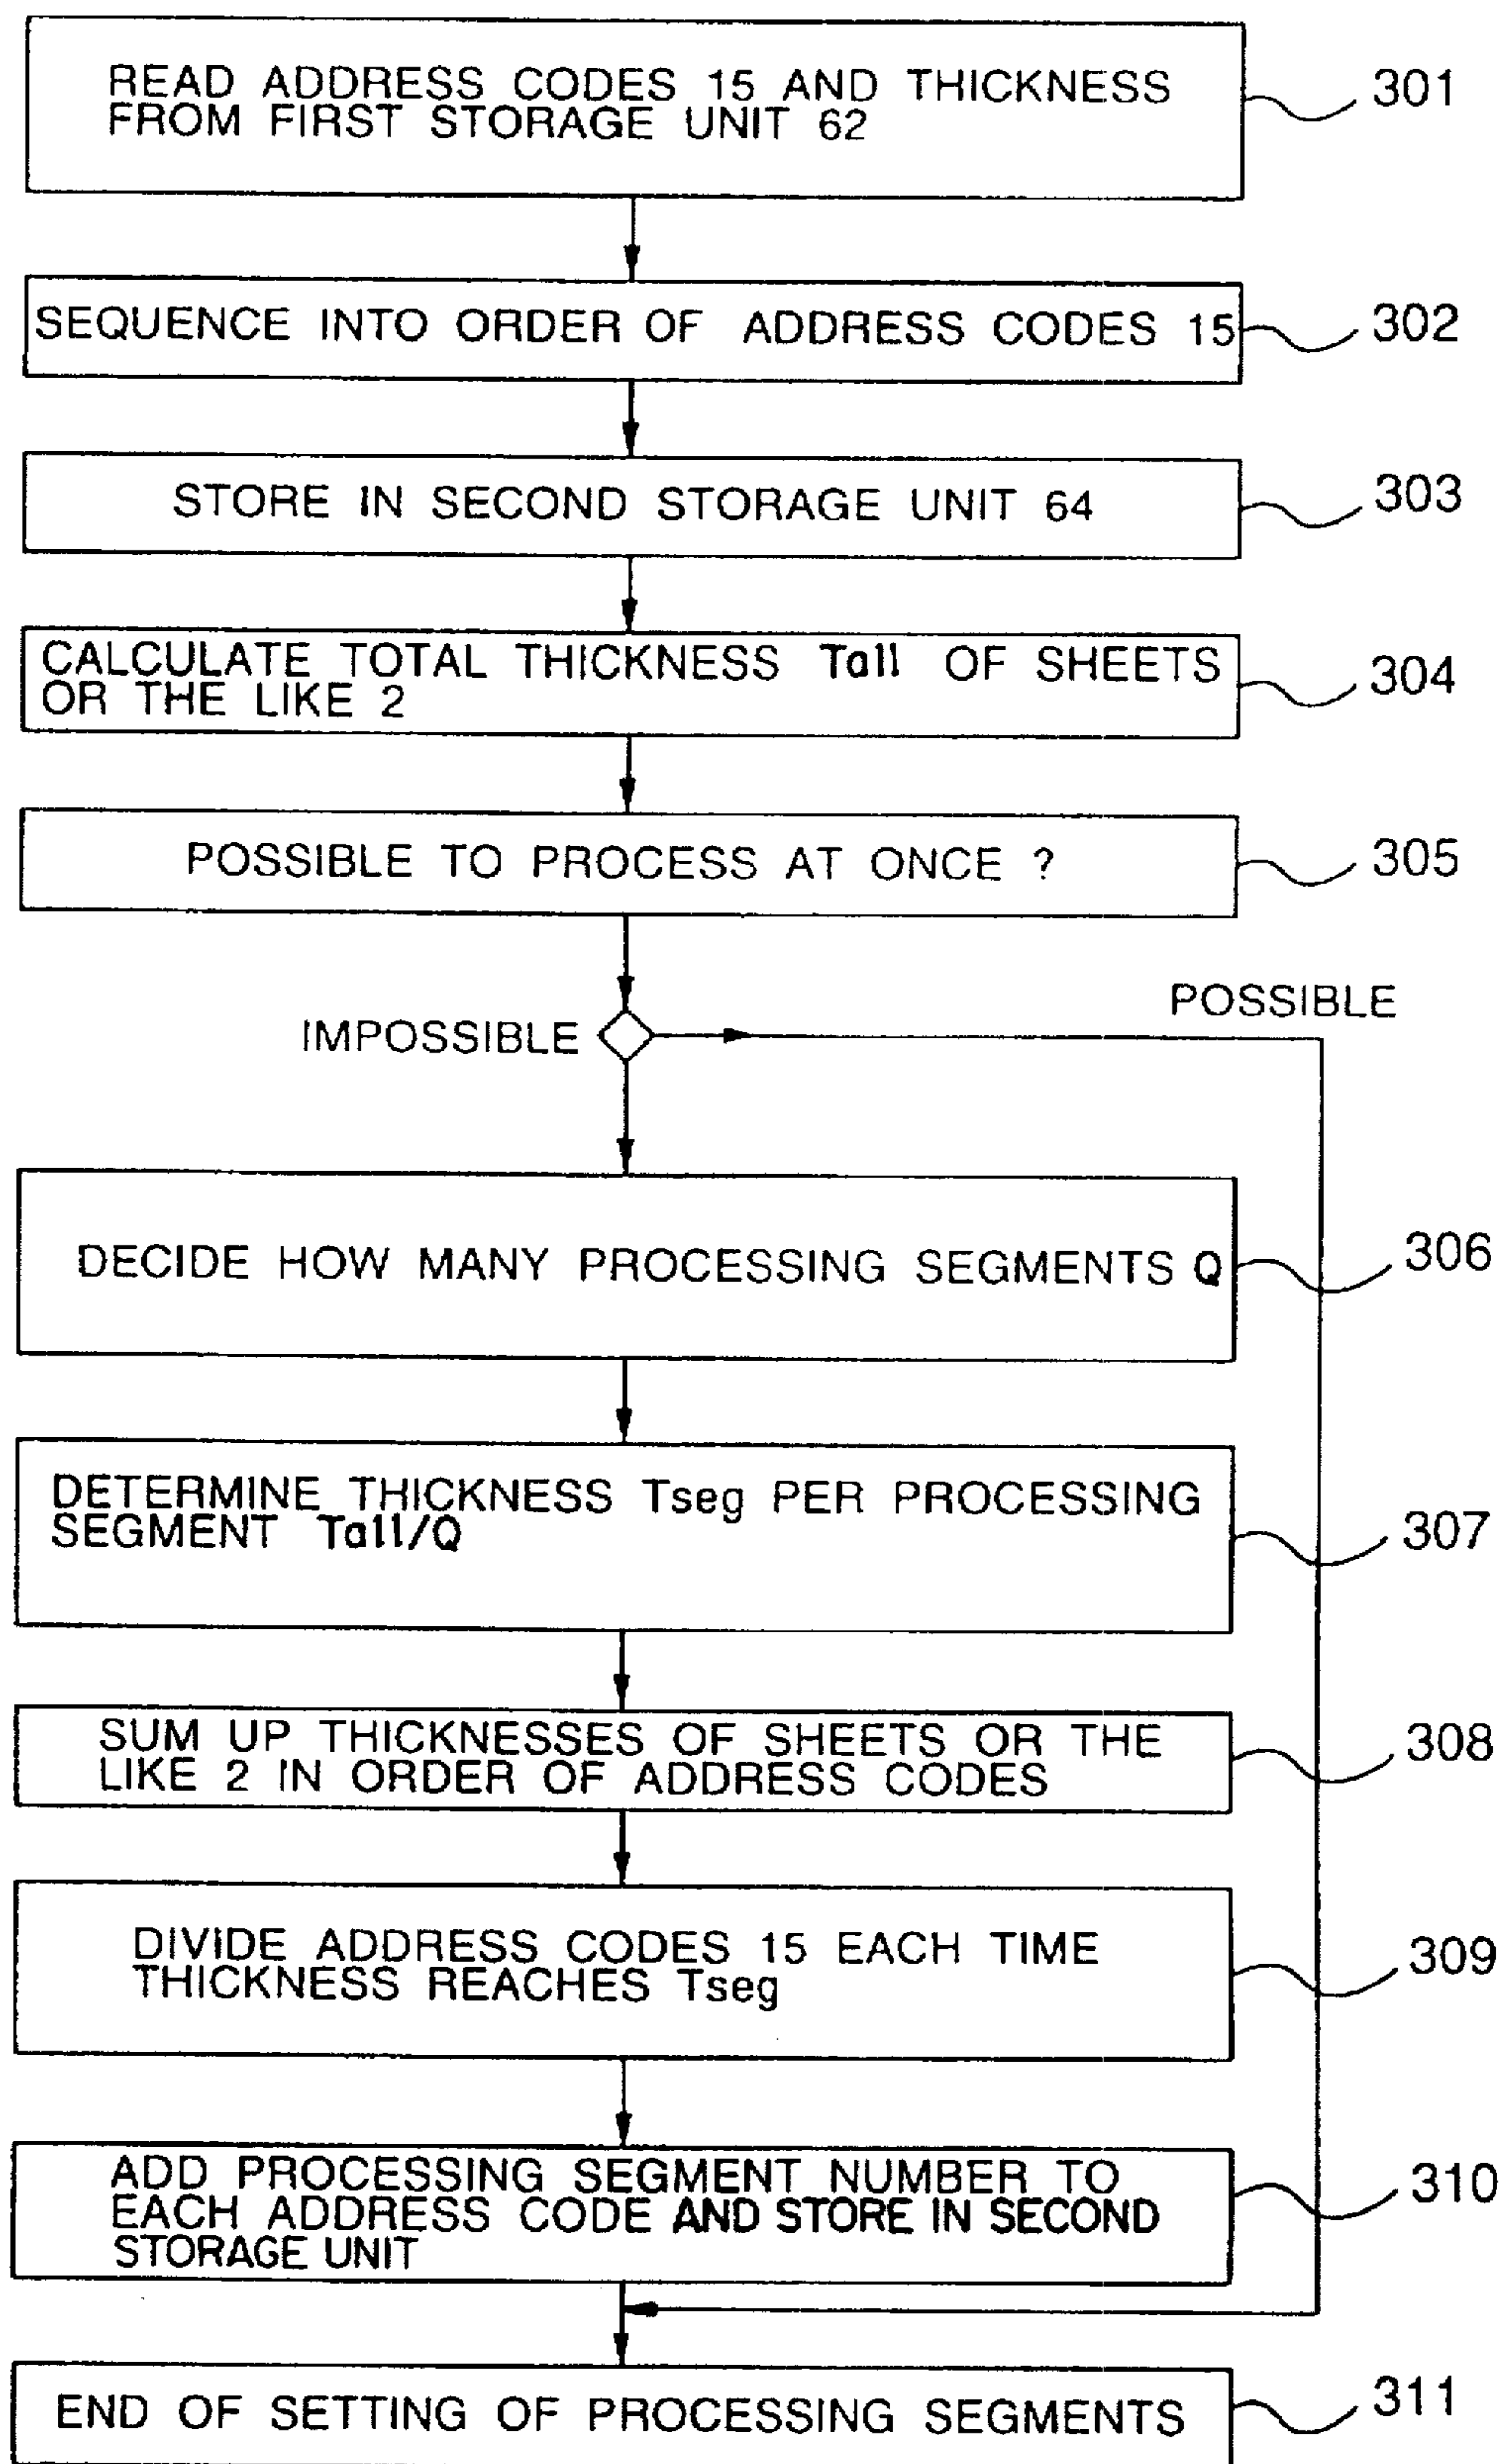 READ ADDRESS CODES 15 AND THICKNESS
FROM FIRST STORAGE UNIT 62
301
SEQUENCE INTO ORDER OF ADDRESS CODES 15
302
STORE IN SECOND STORAGE UNIT 64
303
CALCULATE TOTAL THICKNESS Tall OF SHEETS
OR THE LIKE 2
304
POSSIBLE TO PROCESS AT ONCE ?
305
POSSIBLE
IMPOSSIBLE
DECIDE HOW MANY PROCESSING SEGMENTS Q
306
DETERMINE THICKNESS Tseg PER PROCESSING
SEGMENT Tall/Q
307
SUM UP THICKNESSES OF SHEETS OR THE
LIKE 2 IN ORDER OF ADDRESS CODES
308
DIVIDE ADDRESS CODES 15 EACH TIME
THICKNESS REACHES Tseg
309
ADD PROCESSING SEGMENT NUMBER TO
EACH ADDRESS CODE AND STORE IN SECOND
STORAGE UNIT
310
END OF SETTING OF PROCESSING SEGMENTS
311